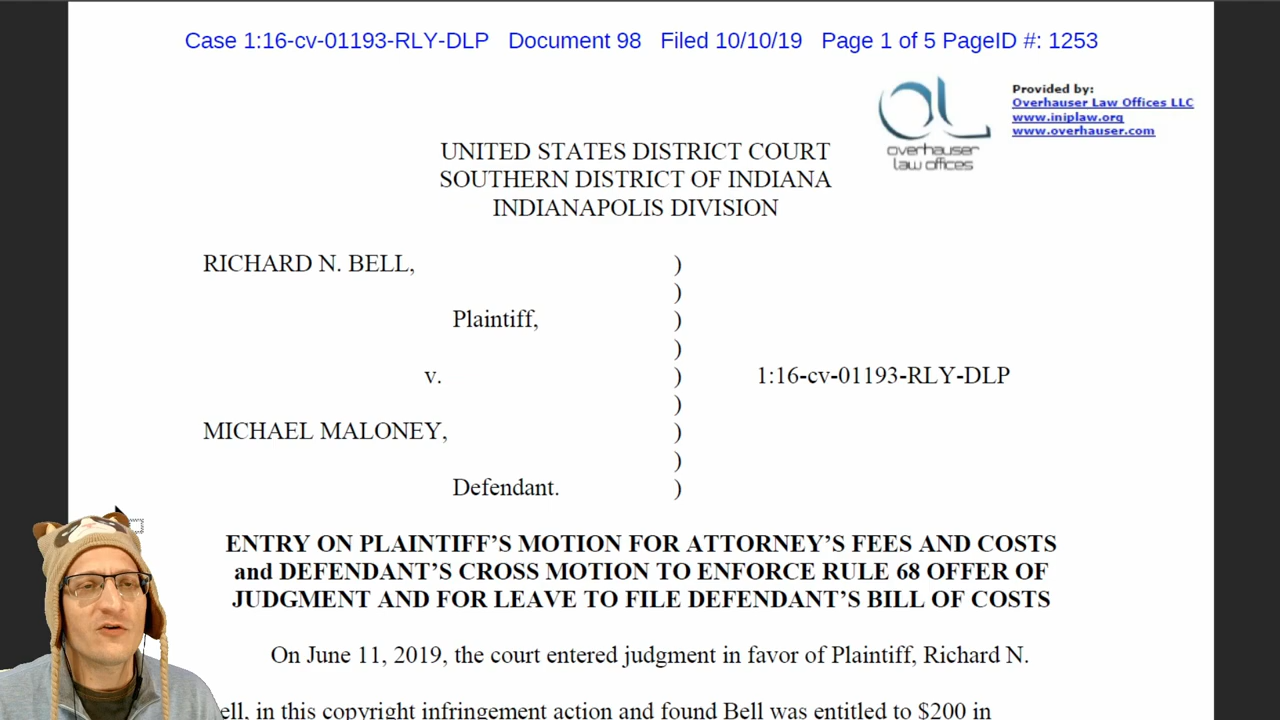 Case 1:16-cv-01193-RLY-DLP Document 98 Filed 10/10/19 Page 1 of 5 PageID #: 1253
OL
overhauser
law offices
Provided by:
Overhauser Law Offices LLC
www.iniplaw.org
www.overhauser.com
UNITED STATES DISTRICT COURT
SOUTHERN DISTRICT OF INDIANA
INDIANAPOLIS DIVISION
RICHARD N. BELL, )
)
Plaintiff, )
)
v. ) 1:16-cv-01193-RLY-DLP
)
MICHAEL MALONEY, )
)
Defendant. )
ENTRY ON PLAINTIFF’S MOTION FOR ATTORNEY’S FEES AND COSTS
and DEFENDANT’S CROSS MOTION TO ENFORCE RULE 68 OFFER OF
JUDGMENT AND FOR LEAVE TO FILE DEFENDANT’S BILL OF COSTS
On June 11, 2019, the court entered judgment in favor of Plaintiff, Richard N.
ell, in this copyright infringement action and found Bell was entitled to $200 in